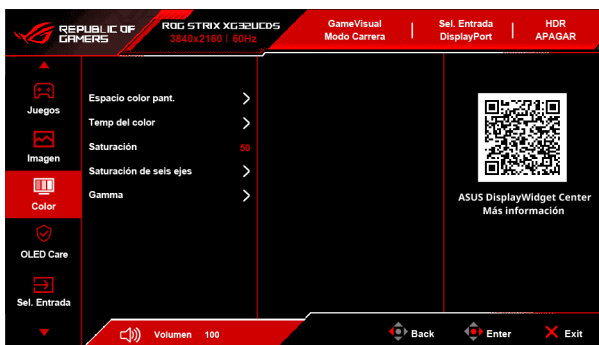 REPUBLIC OF
GAMERS
ROG STRIX XG32UCDS
3840x2160 | 60Hz
GameVisual
Modo Carrera
Sel. Entrada
DisplayPort
HDR
APAGAR
Juegos
Imagen
Color
OLED Care
Sel. Entrada
Espacio color pant.
Temp del color
Saturación 50
Saturación de seis ejes
Gamma
ASUS DisplayWidget Center
Más información
Volumen 100
Back
Enter
Exit